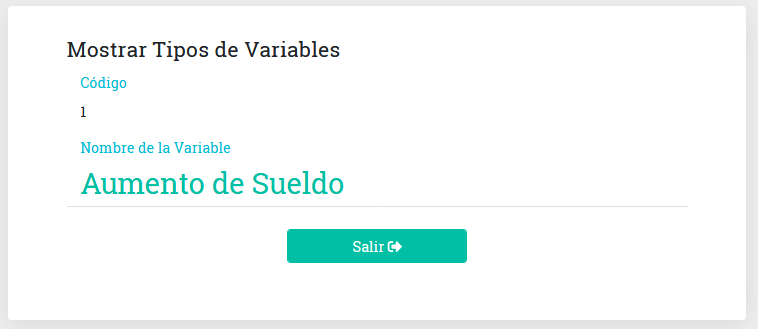 Mostrar Tipos de Variables
Código
1
Nombre de la Variable
Aumento de Sueldo
Salir